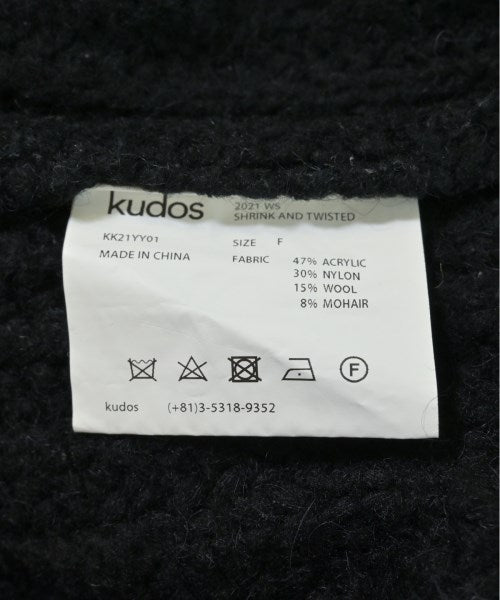 kudos
2021 WS
SHRINK AND TWISTED
KK21YY01
MADE IN CHINA
SIZE F
FABRIC 47% ACRYLIC
30% NYLON
15% WOOL
8% MOHAIR
F
kudos (+81)3-5318-9352